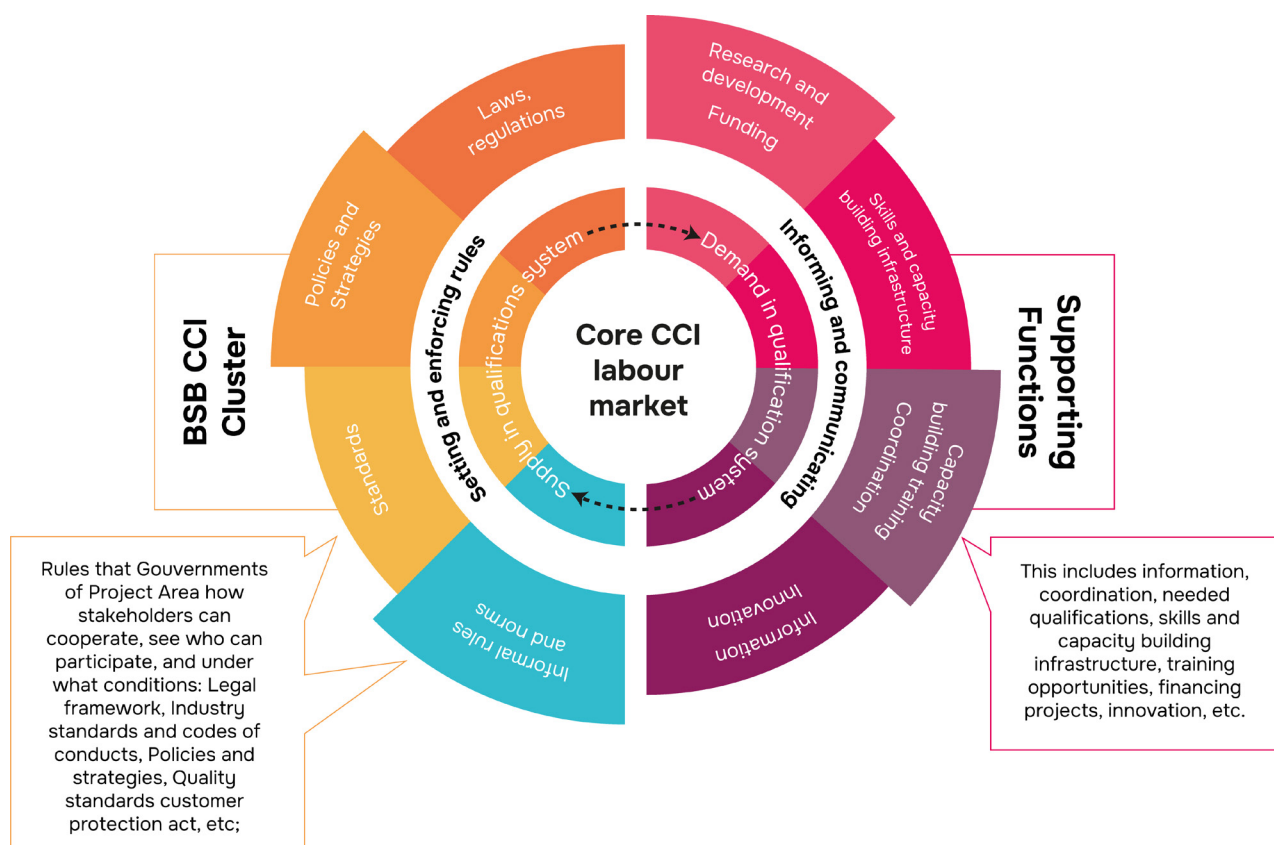 Laws,
regulations
Policies and
Strategies
Standards
Informal rules
and norms
Research and
development
Funding
Skills and capacity
building infrastructure
Capacity
building training
Coordination
Information
Innovation
Setting and enforcing rules
Informing and communicating
Supply in qualifications system
Demand in qualification system
Core CCI
labour
market
BSB CCI
Cluster
Supporting
Functions
Rules that Gouvernments
of Project Area how
stakeholders can
cooperate, see who can
participate, and under
what conditions: Legal
framework, Industry
standards and codes of
conducts, Policies and
strategies, Quality
standards customer
protection act, etc;
This includes information,
coordination, needed
qualifications, skills and
capacity building
infrastructure, training
opportunities, financing
projects, innovation, etc.